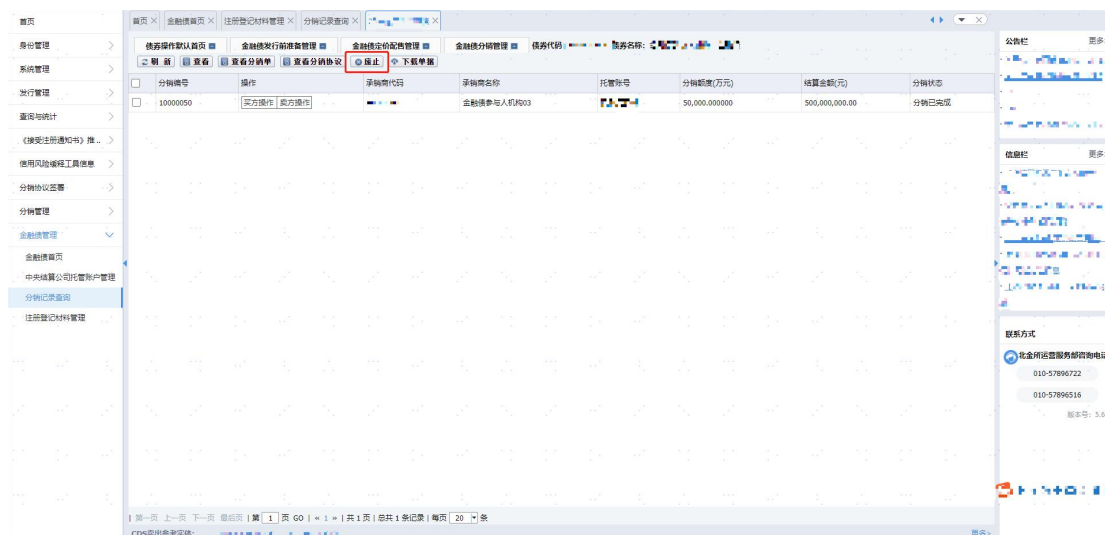 首页
身份管理
系统管理
发行管理
查询与统计
《接受注册通知书》推 ..
信用风险缓释工具信息
分销协议签署
分销管理
金融债管理
金融债首页
中央结算公司托管账户管理
分销记录查询
注册登记材料管理
首页 × 金融债首页 × 注册登记材料管理 × 分销记录查询 ×
债券操作默认首页 金融债发行前准备管理 金融债定价配售管理 金融债分销管理 债券代码: 债券名称:
刷 新 查看 查看分销单 查看分销协议 废止 下载单据
分销编号 操作 承销商代码 承销商名称 托管账号 分销额度(万元) 结算金额(元) 分销状态
10000050 买方操作 卖方操作 金融债参与人机构03 50,000.000000 500,000,000.00 分销已完成
| 第一页 上一页 下一页 最后页 | 第 1 页 GO | « 1 » | 共 1 页 | 总共 1 条记录 | 每页 20 条
CDS卖出参考实体: 更多>
公告栏 更多
信息栏 更多
联系方式
北金所运营服务部咨询电话
010-57896722
010-57896516
版本号: 3.6